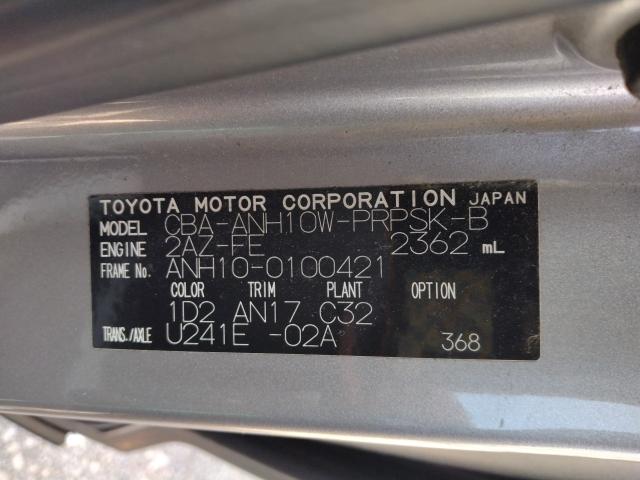 TOYOTA MOTOR CORPORATION JAPAN
MODEL CBA-ANH10W-PRPSK-B
ENGINE 2AZ-FE 2362 mL
FRAME No. ANH10-0100421
COLOR TRIM PLANT OPTION
1D2 AN17 C32
TRANS./AXLE U241E -02A 368